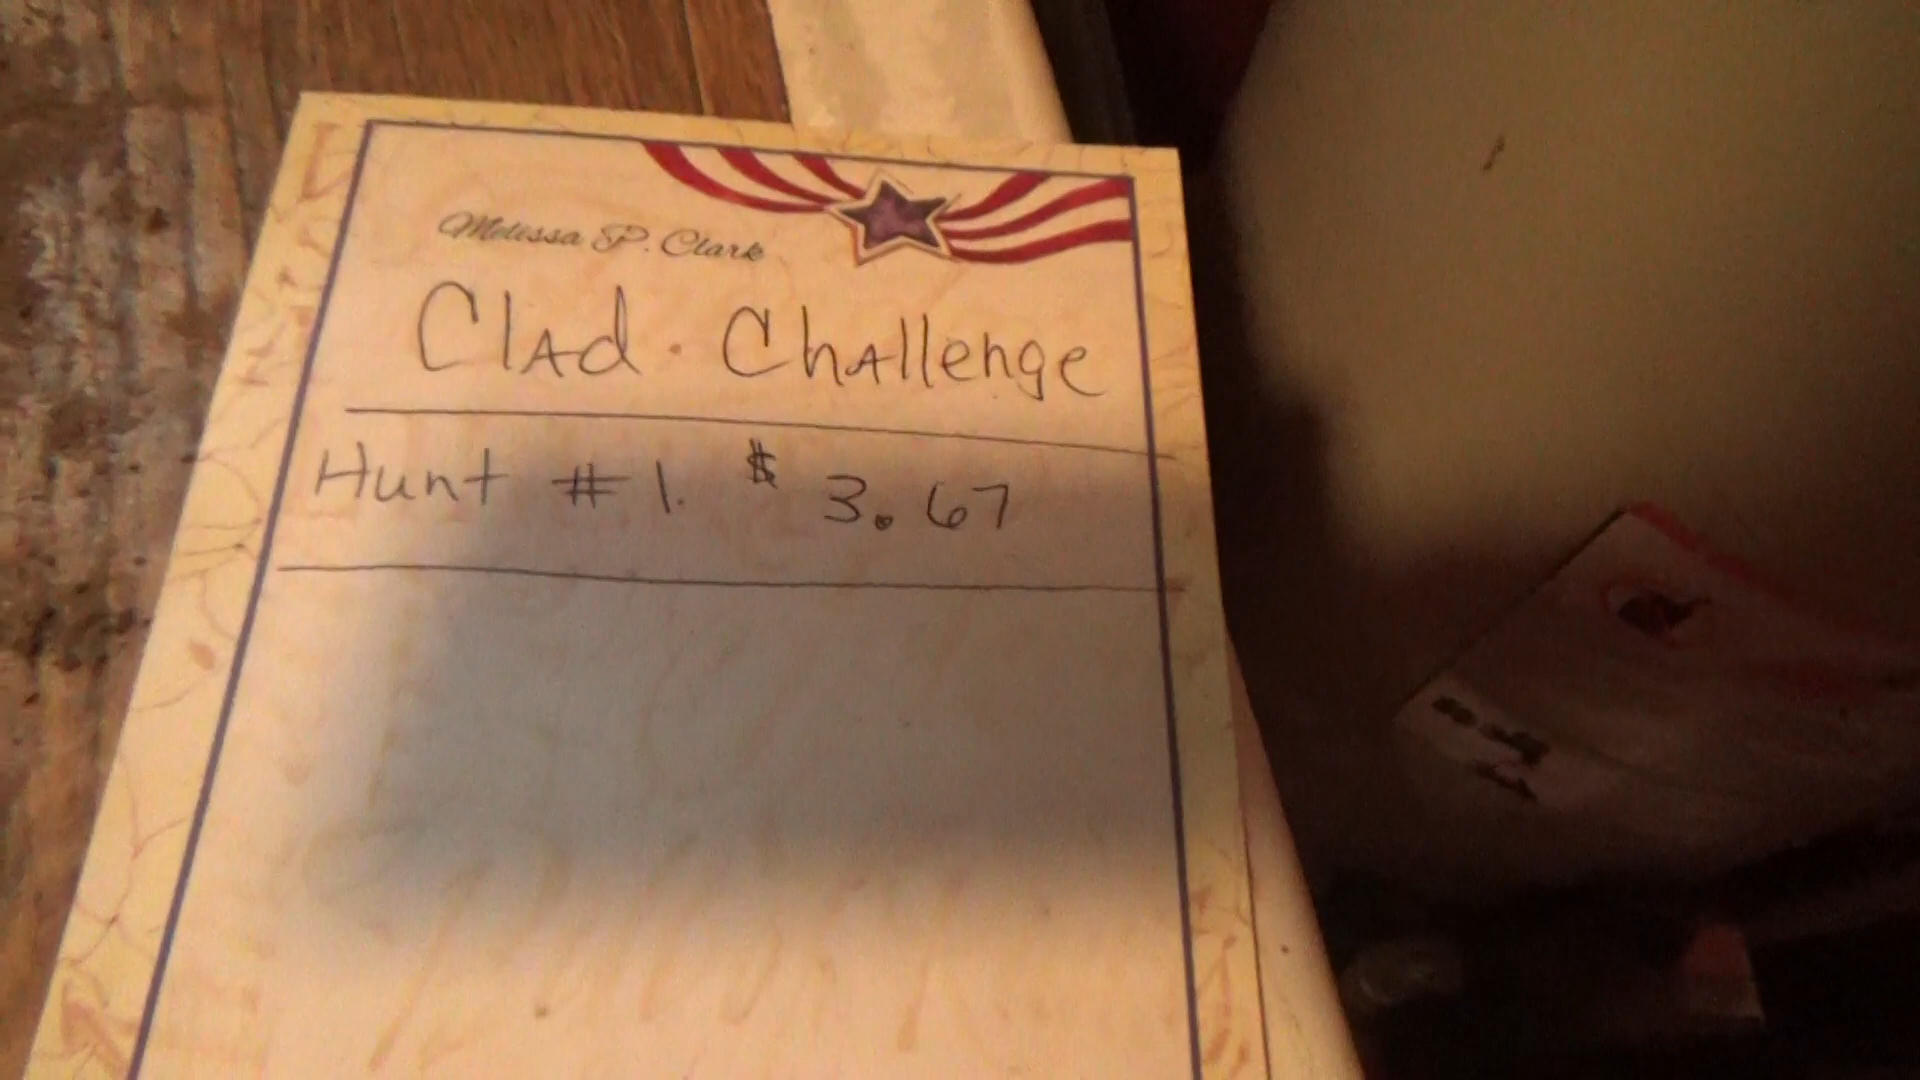 Melissa P. Clark
Clad. Challenge
Hunt #1. $ 3.67